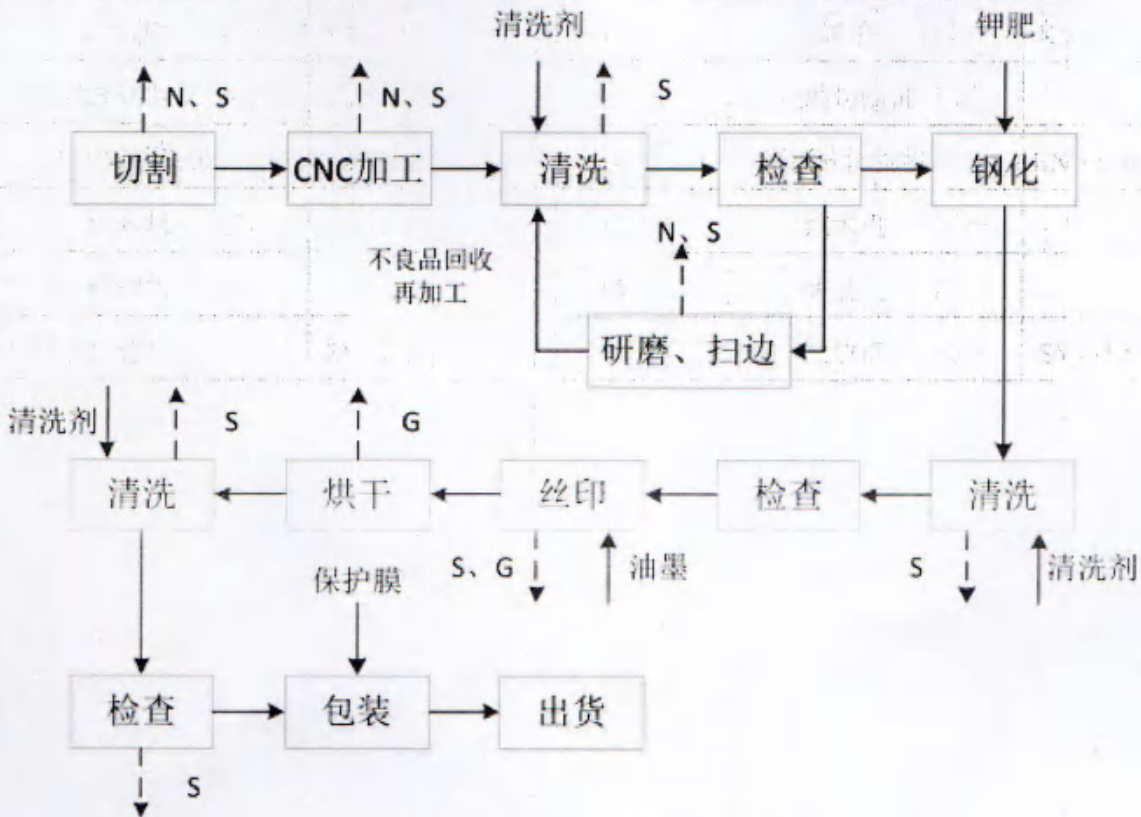 清洗剂
钾肥
N、S
N、S
S
切割
CNC加工
清洗
检查
钢化
N、S
不良品回收
再加工
研磨、扫边
清洗剂
S
G
清洗
烘干
丝印
检查
清洗
S、G
油墨
S
清洗剂
保护膜
检查
包装
出货
S